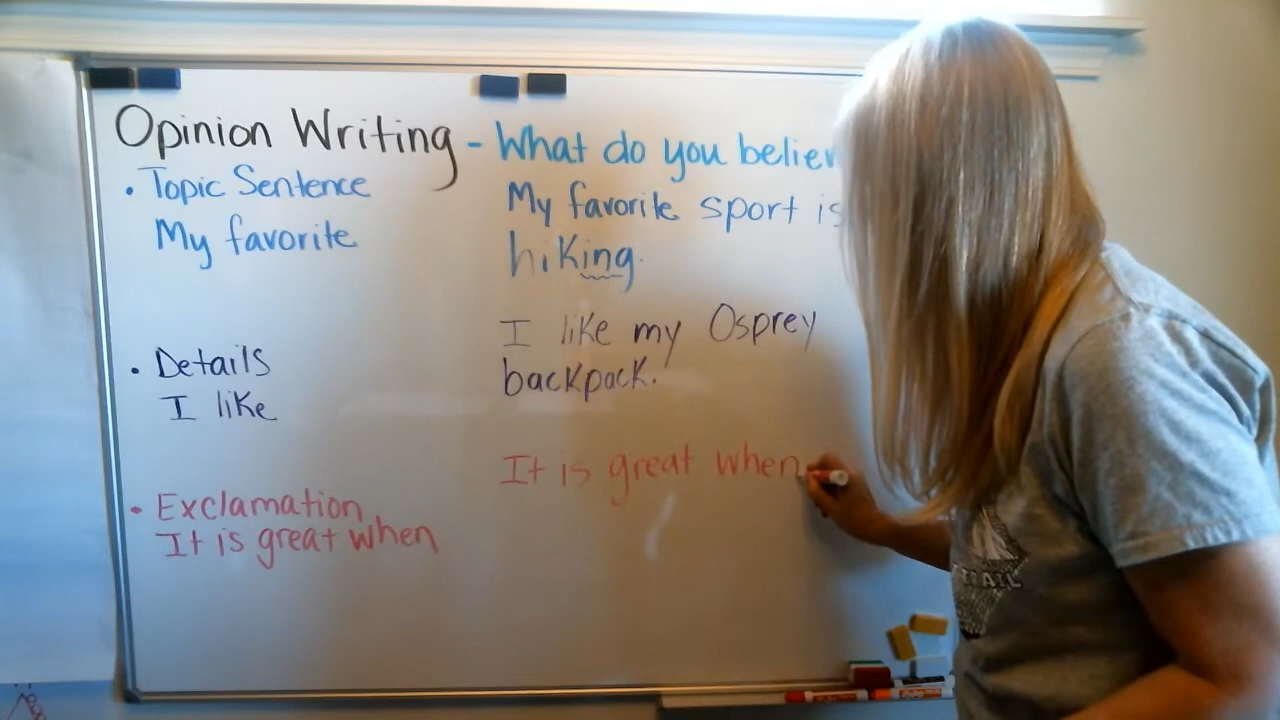 Opinion Writing - What do you believ
• Topic Sentence
My favorite
My favorite sport is
hiking.
• Details
I like
I like my Osprey
backpack.
• Exclamation
It is great when
It is great when